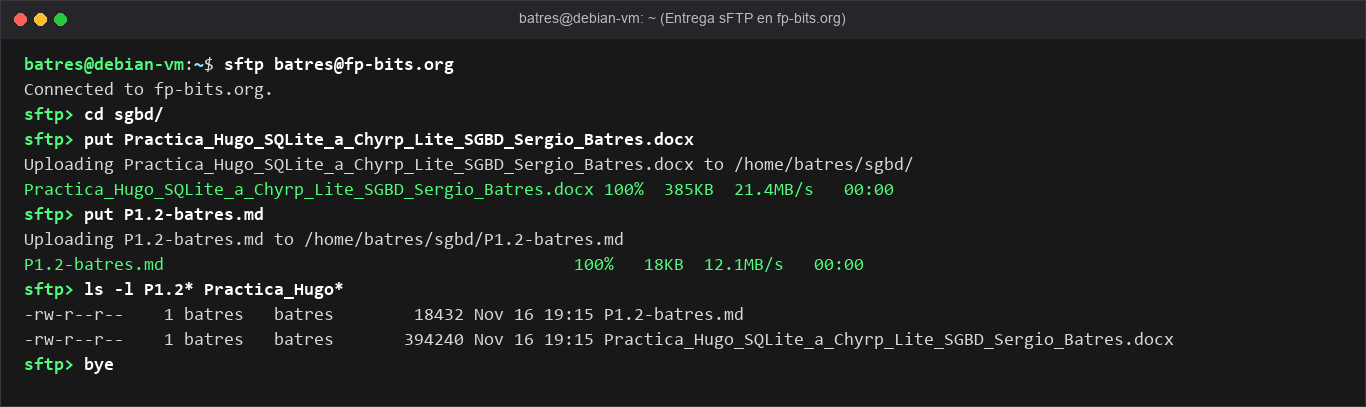 batres@debian-vm: ~ (Entrega sFTP en fp-bits.org)
batres@debian-vm:~$ sftp batres@fp-bits.org
Connected to fp-bits.org.
sftp> cd sgbd/
sftp> put Practica_Hugo_SQLite_a_Chyrp_Lite_SGBD_Sergio_Batres.docx
Uploading Practica_Hugo_SQLite_a_Chyrp_Lite_SGBD_Sergio_Batres.docx to /home/batres/sgbd/
Practica_Hugo_SQLite_a_Chyrp_Lite_SGBD_Sergio_Batres.docx 100%  385KB  21.4MB/s   00:00
sftp> put P1.2-batres.md
Uploading P1.2-batres.md to /home/batres/sgbd/P1.2-batres.md
P1.2-batres.md                                         100%   18KB  12.1MB/s   00:00
sftp> ls -l P1.2* Practica_Hugo*
-rw-r--r--    1 batres   batres        18432 Nov 16 19:15 P1.2-batres.md
-rw-r--r--    1 batres   batres       394240 Nov 16 19:15 Practica_Hugo_SQLite_a_Chyrp_Lite_SGBD_Sergio_Batres.docx
sftp> bye